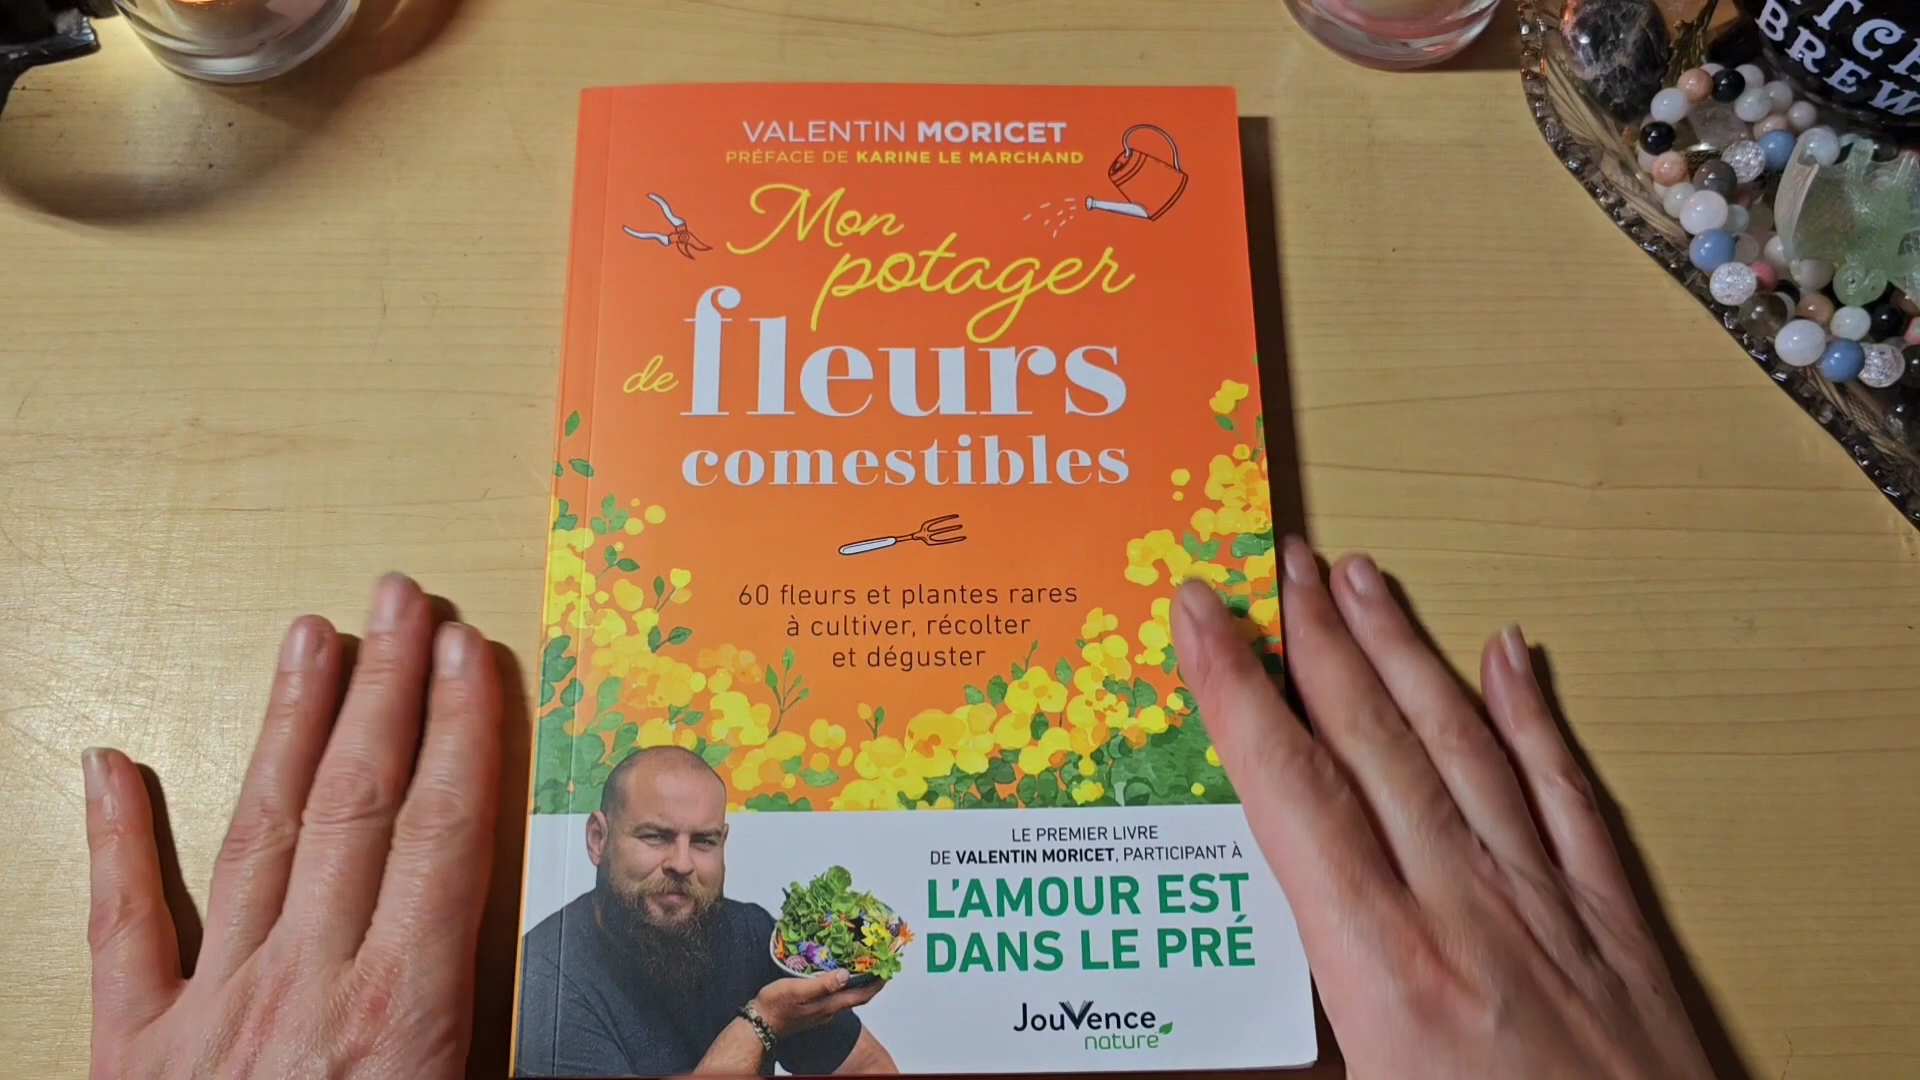 VALENTIN MORICET
PRÉFACE DE KARINE LE MARCHAND
Mon
potager
de fleurs
comestibles
60 fleurs et plantes rares
à cultiver, récolter
et déguster
LE PREMIER LIVRE
DE VALENTIN MORICET, PARTICIPANT À
L'AMOUR EST
DANS LE PRÉ
JouVence
nature
BREW